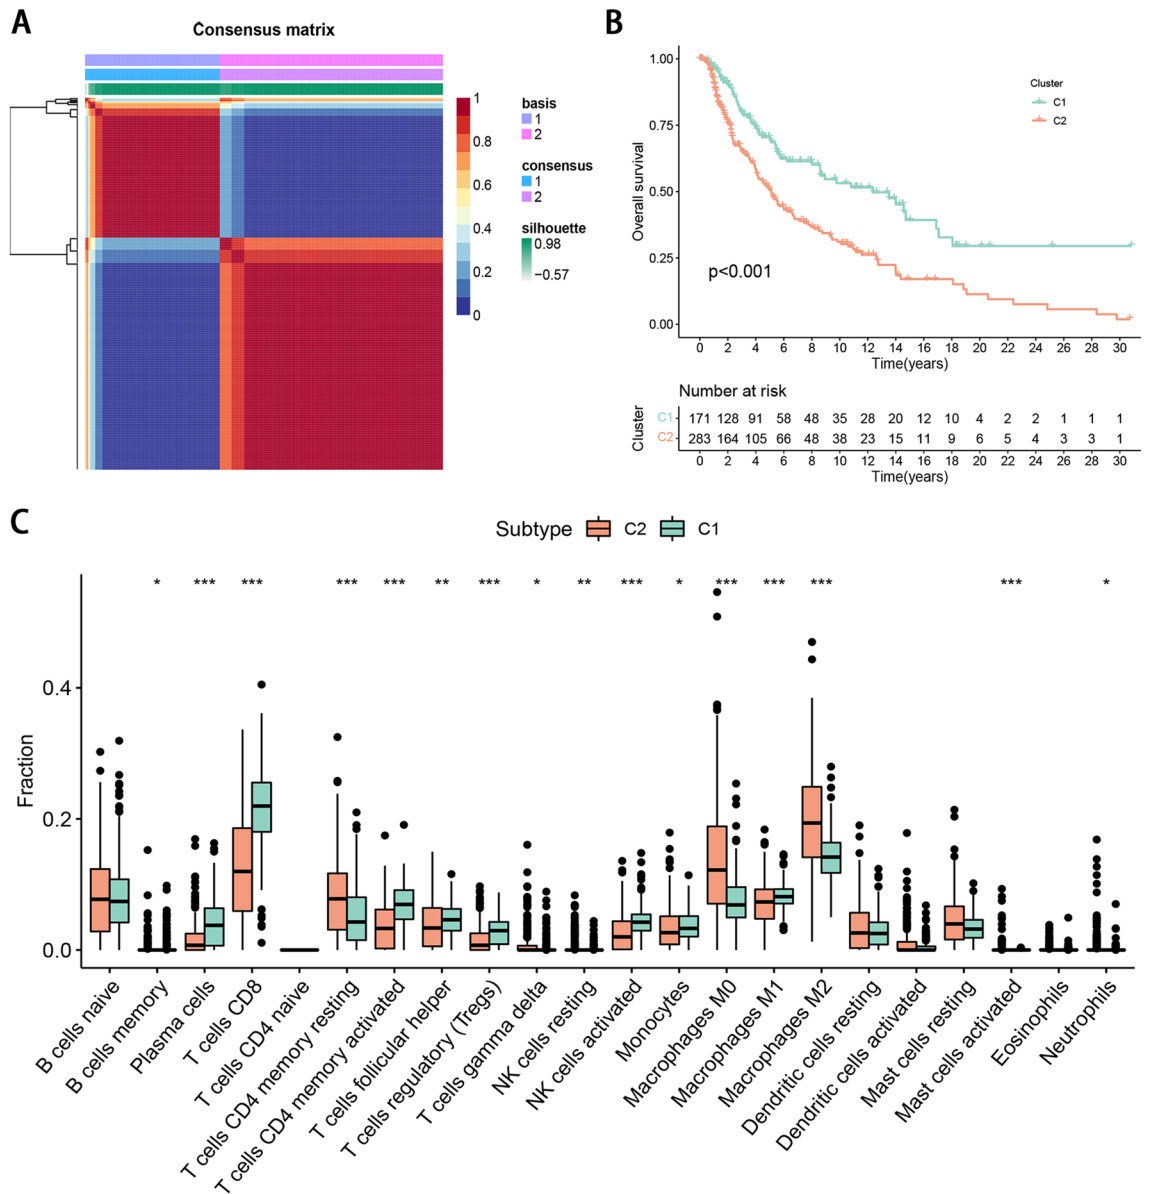 A
Consensus matrix
1
0.8
0.6
0.4
0.2
0
basis
1
2
consensus
1
2
silhouette
0.98
−0.57
B
Overall survival
1.00
0.75
0.50
0.25
0.00
p<0.001
Cluster
C1
C2
0 2 4 6 8 10 12 14 16 18 20 22 24 26 28 30
Time(years)
Number at risk
Cluster
C1 171 128 91 58 48 35 28 20 12 10 4 2 2 1 1 1
C2 283 164 105 66 48 38 23 15 11 9 6 5 4 3 3 1
0 2 4 6 8 10 12 14 16 18 20 22 24 26 28 30
Time(years)
C
Subtype C2 C1
* *** *** *** *** ** *** * ** *** * *** *** *** *** *
Fraction
0.4
0.2
0.0
B cells naive
B cells memory
Plasma cells
T cells CD8
T cells CD4 naive
T cells CD4 memory resting
T cells CD4 memory activated
T cells follicular helper
T cells regulatory (Tregs)
T cells gamma delta
NK cells resting
NK cells activated
Monocytes
Macrophages M0
Macrophages M1
Macrophages M2
Dendritic cells resting
Dendritic cells activated
Mast cells resting
Mast cells activated
Eosinophils
Neutrophils